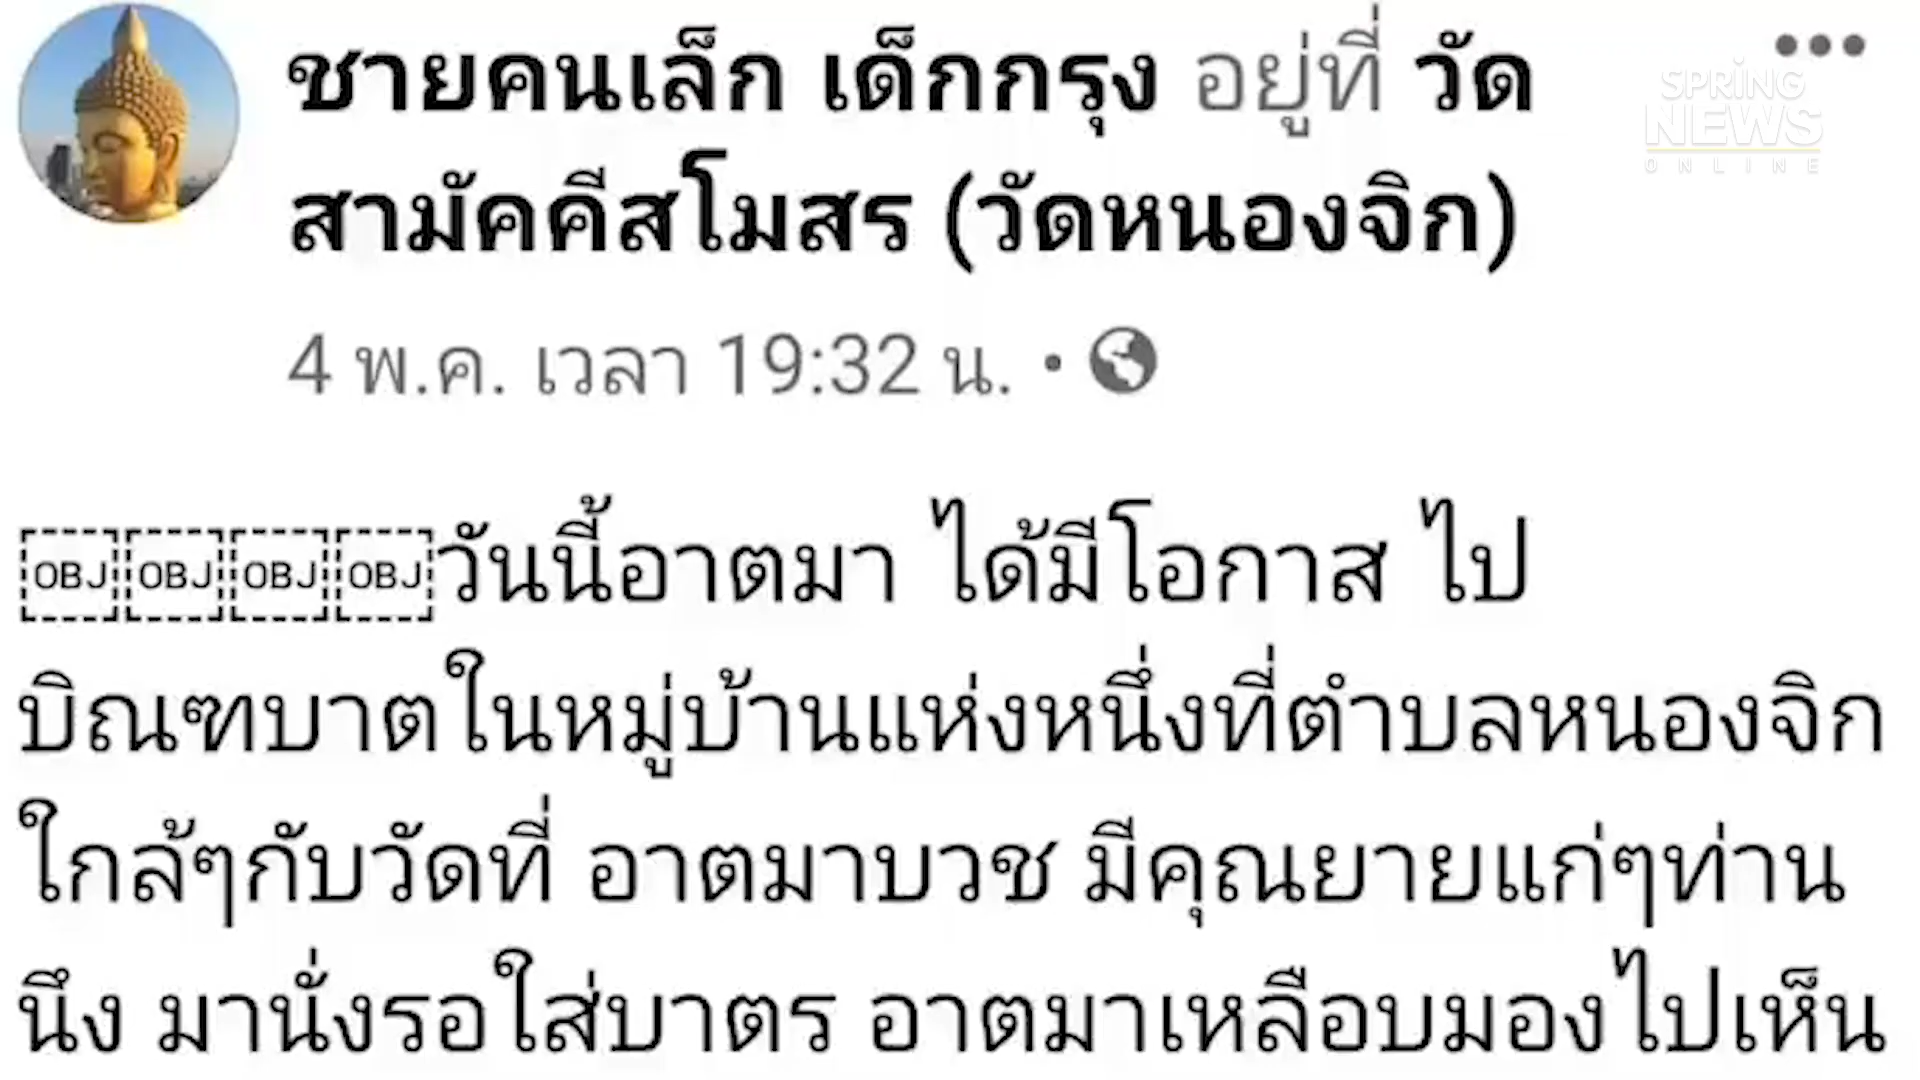 ชายคนเล็ก เด็กกรุง อยู่ที่ วัด
สามัคคีสโมสร (วัดหนองจิก)
4 พ.ค. เวลา 19:32 น.
SPRING
NEWS
ONLINE
OBJ OBJ OBJ OBJ วันนี้อาตมา ได้มีโอกาส ไป
บิณฑบาตในหมู่บ้านแห่งหนึ่งที่ตำบลหนองจิก
ใกล้ๆกับวัดที่ อาตมาบวช มีคุณยายแก่ๆท่าน
นึง มานั่งรอใส่บาตร อาตมาเหลือบมองไปเห็น